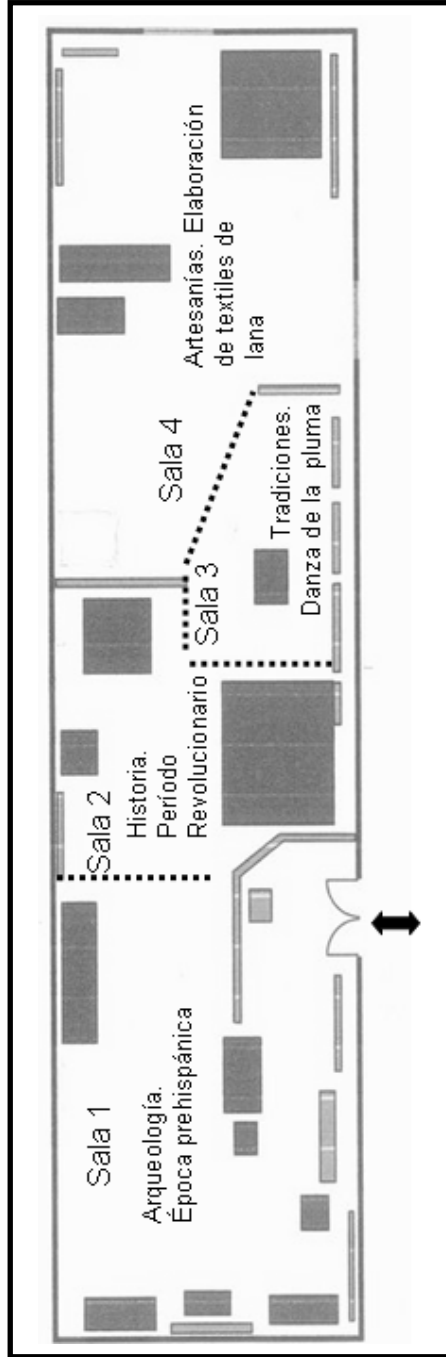 Sala 1
Arqueología.
Época prehispánica
Sala 2
Historia.
Período
Revolucionario
Sala 3
Tradiciones.
Danza de la pluma
Sala 4
Artesanías. Elaboración
de textiles de
lana